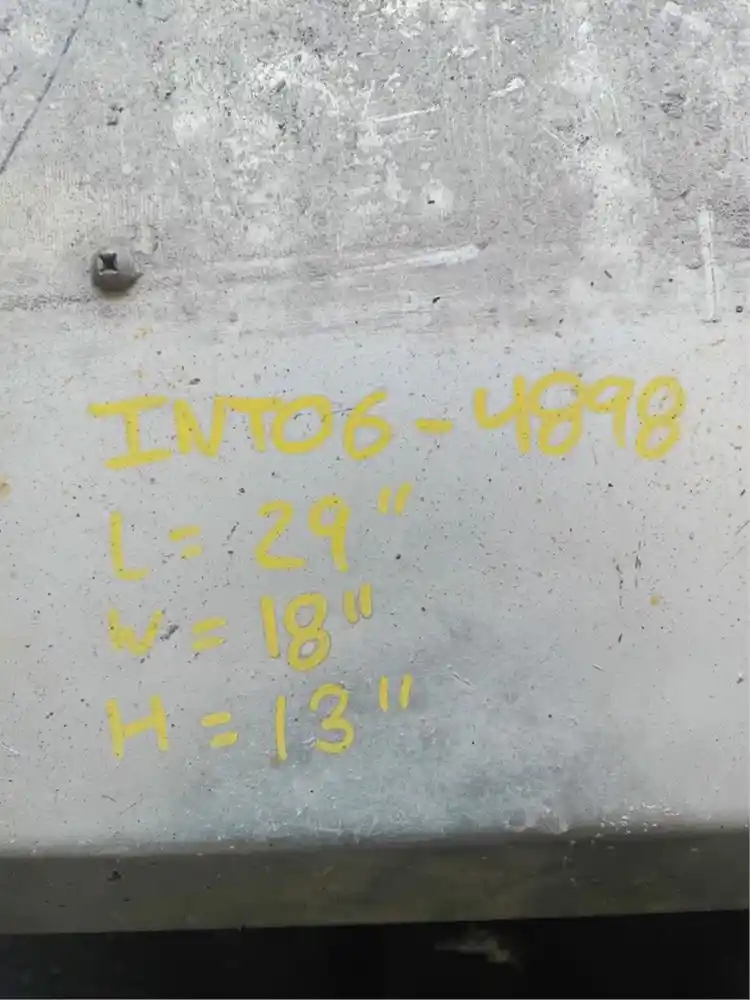 INT06-4898
L = 29"
W = 18"
H = 13"